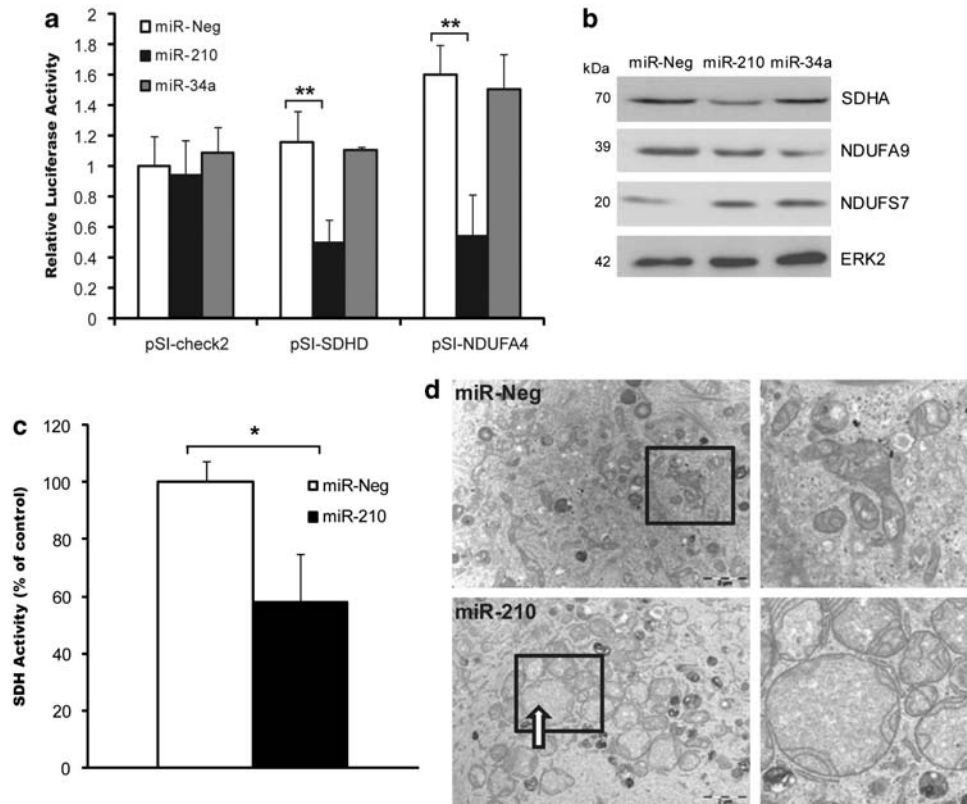 a
Relative Luciferase Activity
2
1.8
1.6
1.4
1.2
1
0.8
0.6
0.4
0.2
0
miR-Neg
miR-210
miR-34a
**
**
pSI-check2 pSI-SDHD pSI-NDUFA4
b
kDa miR-Neg miR-210 miR-34a
70 SDHA
39 NDUFA9
20 NDUFS7
42 ERK2
c
SDH Activity (% of control)
120
100
80
60
40
20
0
*
miR-Neg
miR-210
d
miR-Neg
miR-210